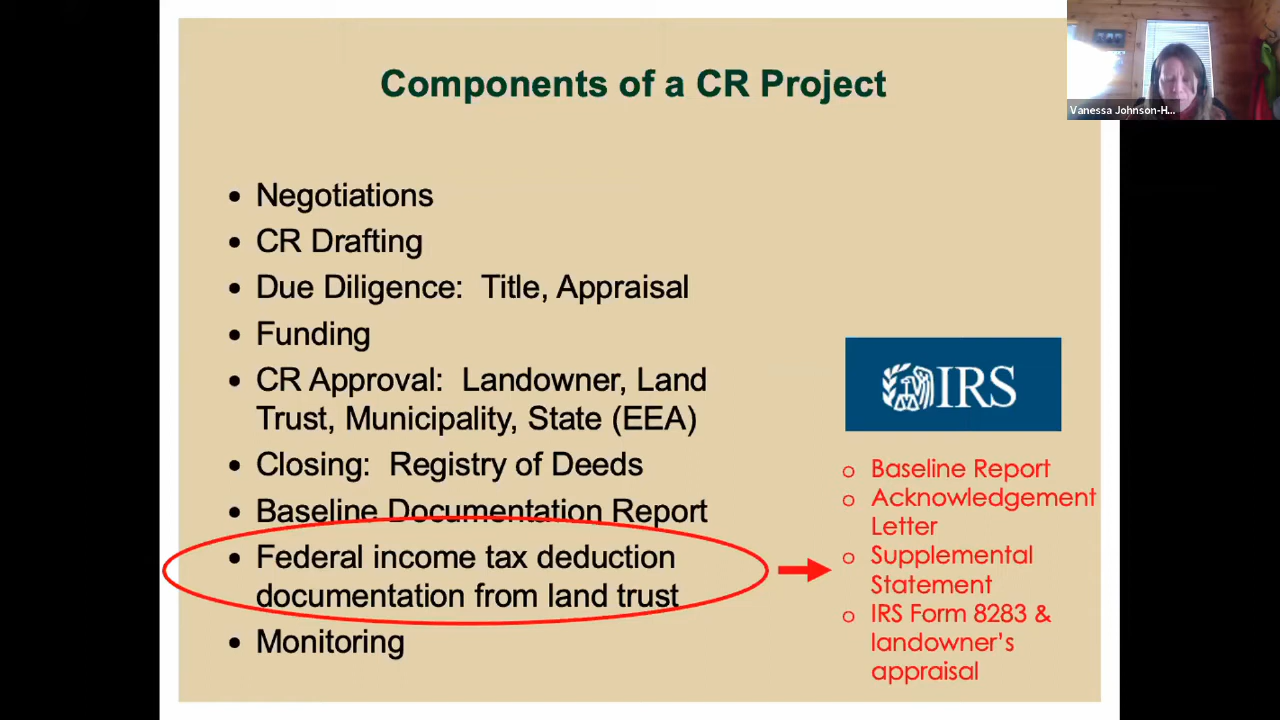 Components of a CR Project
Vanessa Johnson-H...
• Negotiations
• CR Drafting
• Due Diligence:  Title, Appraisal
• Funding
• CR Approval:  Landowner, Land
Trust, Municipality, State (EEA)
• Closing:  Registry of Deeds
• Baseline Documentation Report
• Federal income tax deduction
documentation from land trust
• Monitoring
IRS
o Baseline Report
o Acknowledgement
Letter
o Supplemental
Statement
o IRS Form 8283 &
landowner's
appraisal